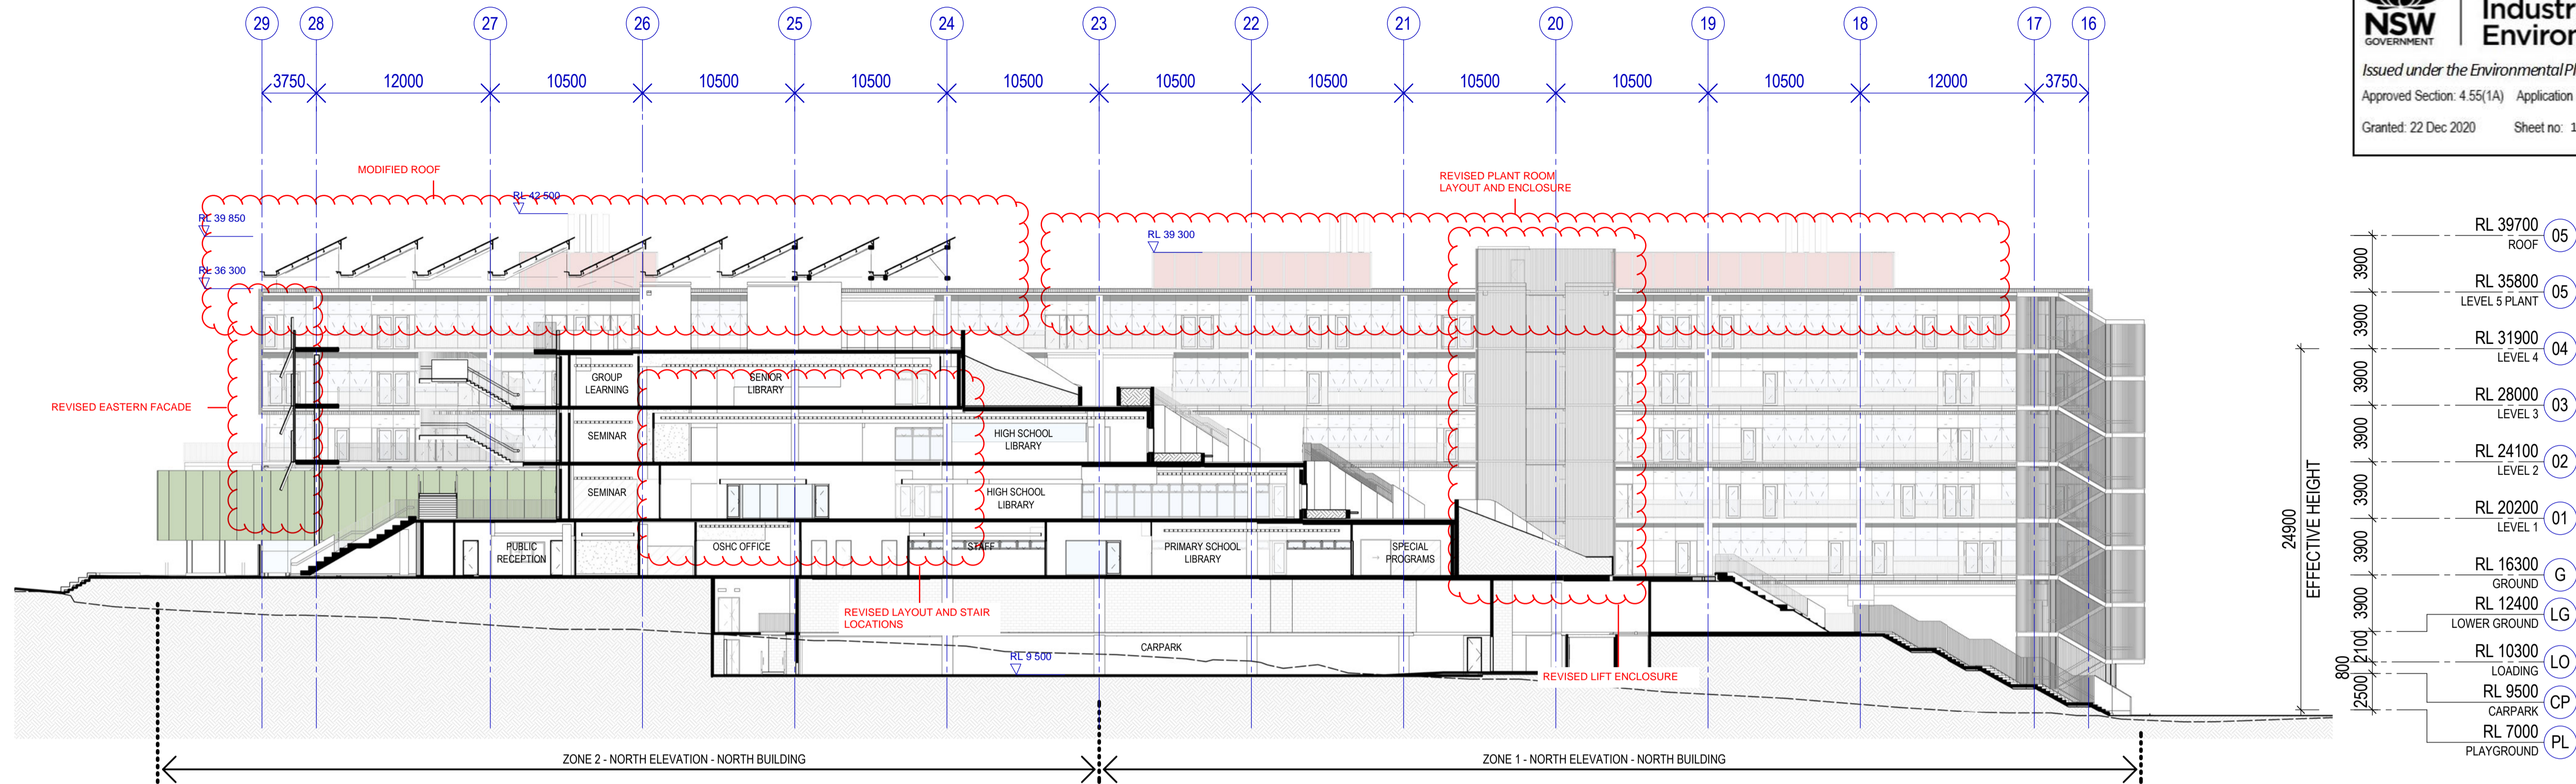 29 28 27 26 25 24 23 22 21 20 19 18 17 16
3750 12000 10500 10500 10500 10500 10500 10500 10500 10500 10500 12000 3750
NSW
GOVERNMENT
Industr
Environ
Issued under the Environmental Pl
Approved Section: 4.55(1A) Application
Granted: 22 Dec 2020 Sheet no: 1
MODIFIED ROOF
RL 42 500
RL 39 850
RL 36 300
REVISED PLANT ROOM
LAYOUT AND ENCLOSURE
RL 39 300
REVISED EASTERN FACADE
GROUP
LEARNING
SENIOR
LIBRARY
SEMINAR
HIGH SCHOOL
LIBRARY
SEMINAR
HIGH SCHOOL
LIBRARY
PUBLIC
RECEPTION
OSHC OFFICE
STAFF
PRIMARY SCHOOL
LIBRARY
SPECIAL
PROGRAMS
REVISED LAYOUT AND STAIR
LOCATIONS
CARPARK
RL 9 500
REVISED LIFT ENCLOSURE
ZONE 2 - NORTH ELEVATION - NORTH BUILDING
ZONE 1 - NORTH ELEVATION - NORTH BUILDING
24900
EFFECTIVE HEIGHT
3900
3900
3900
3900
3900
3900
3900
2100
800
2500
RL 39700 05
ROOF
RL 35800 05
LEVEL 5 PLANT
RL 31900 04
LEVEL 4
RL 28000 03
LEVEL 3
RL 24100 02
LEVEL 2
RL 20200 01
LEVEL 1
RL 16300 G
GROUND
RL 12400 LG
LOWER GROUND
RL 10300 LO
LOADING
RL 9500 CP
CARPARK
RL 7000 PL
PLAYGROUND